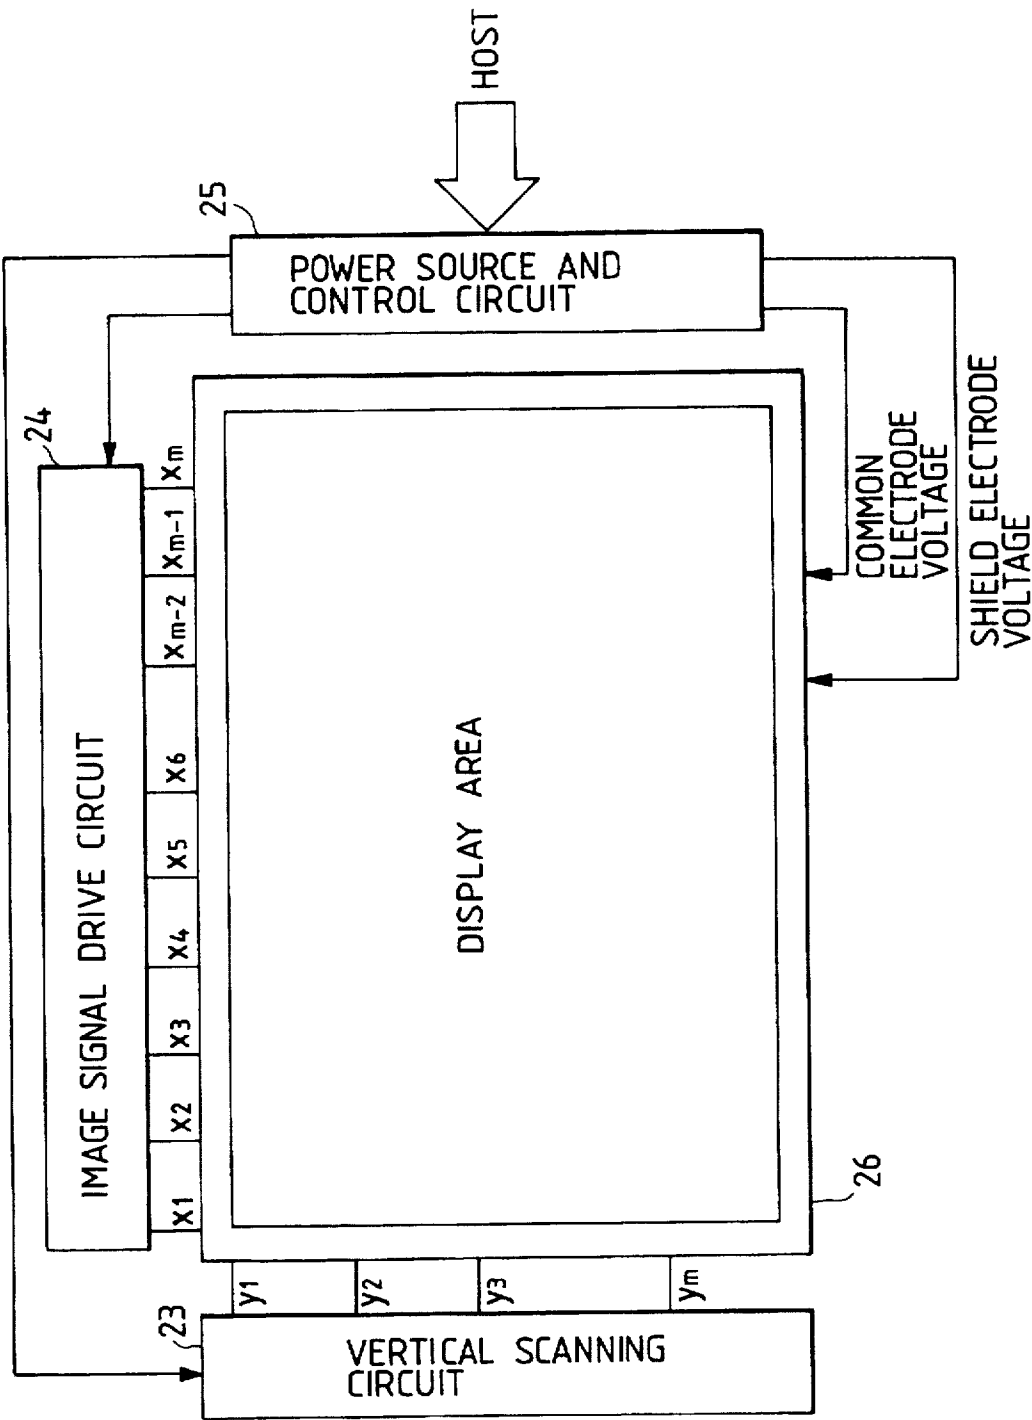 24
IMAGE SIGNAL DRIVE CIRCUIT
X1
X2
X3
X4
X5
X6
Xm-2
Xm-1
Xm
23
VERTICAL SCANNING
CIRCUIT
y1
y2
y3
ym
DISPLAY AREA
26
25
POWER SOURCE AND
CONTROL CIRCUIT
HOST
COMMON
ELECTRODE
VOLTAGE
SHIELD ELECTRODE
VOLTAGE